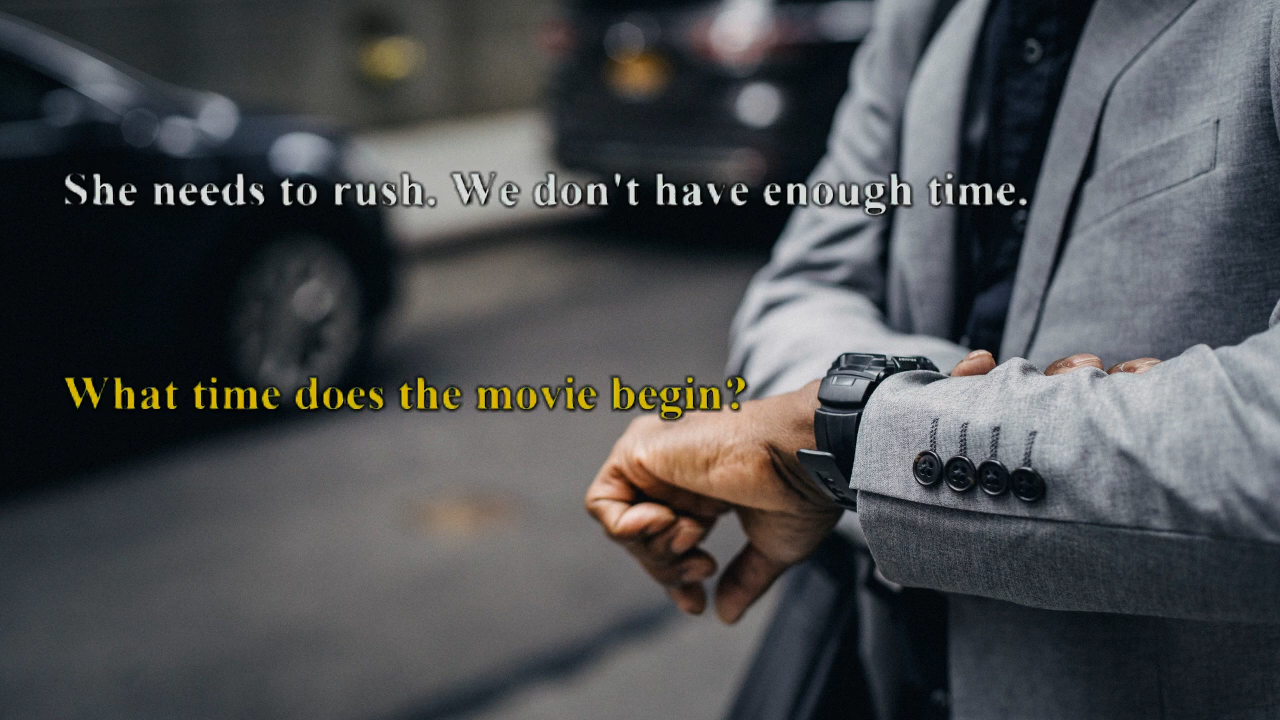 She needs to rush. We don't have enough time.
What time does the movie begin?